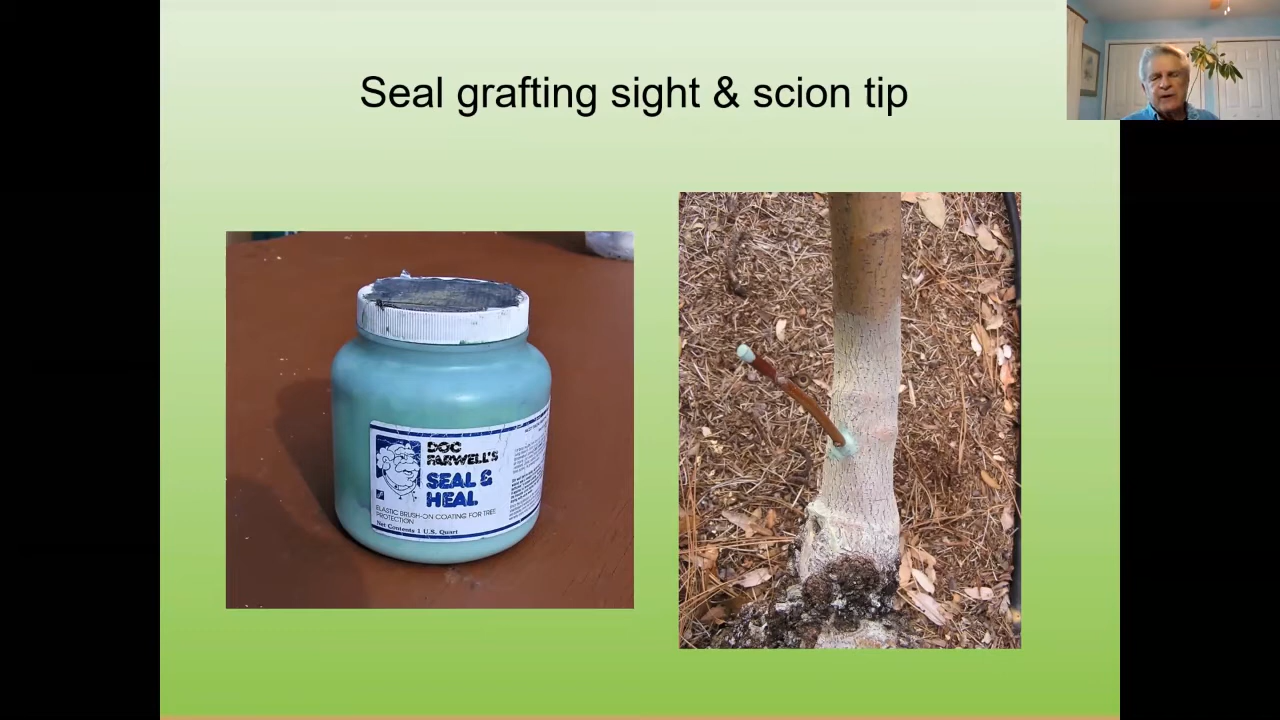 Seal grafting sight & scion tip
DOC
FARWELL'S
SEAL &
HEAL
ELASTIC BRUSH-ON COATING FOR TREE
PROTECTION
Net Contents 1 U.S. Quart